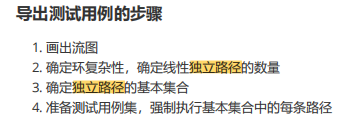 导出测试用例的步骤
1. 画出流图
2. 确定环复杂性，确定线性独立路径的数量
3. 确定独立路径的基本集合
4. 准备测试用例集，强制执行基本集合中的每条路径